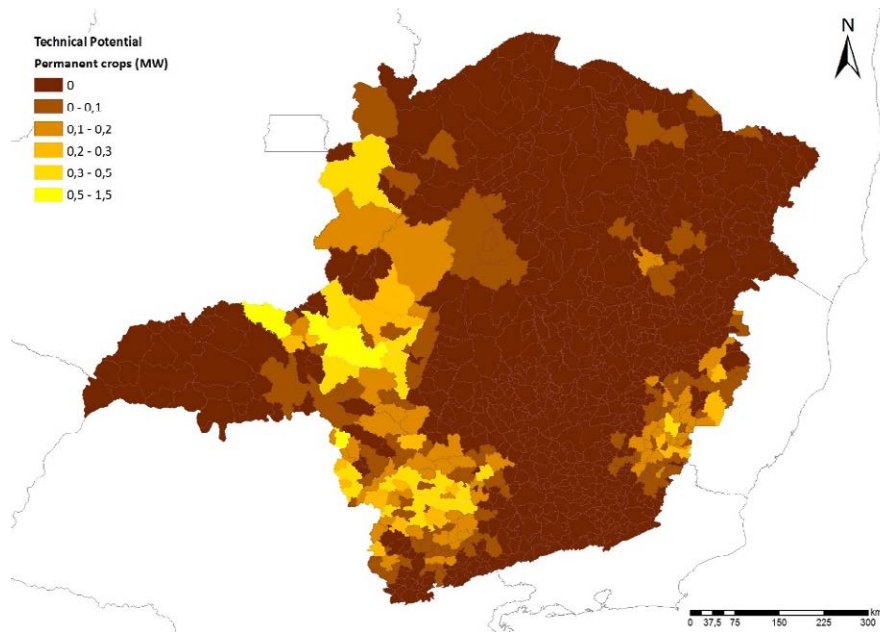 Technical Potential
Permanent crops (MW)
0
0 - 0,1
0,1 - 0,2
0,2 - 0,3
0,3 - 0,5
0,5 - 1,5
N
km
0 37,5 75 150 225 300